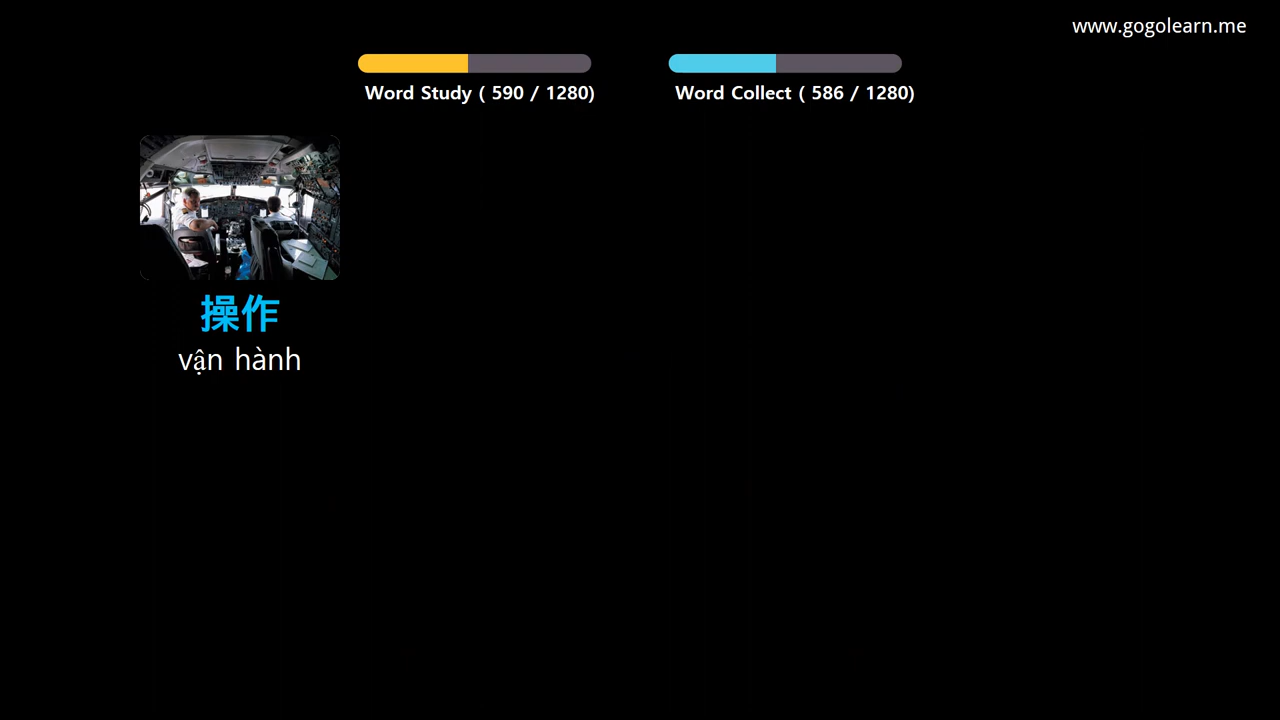 www.gogolearn.me
Word Study ( 590 / 1280)
Word Collect ( 586 / 1280)
操作
vận hành